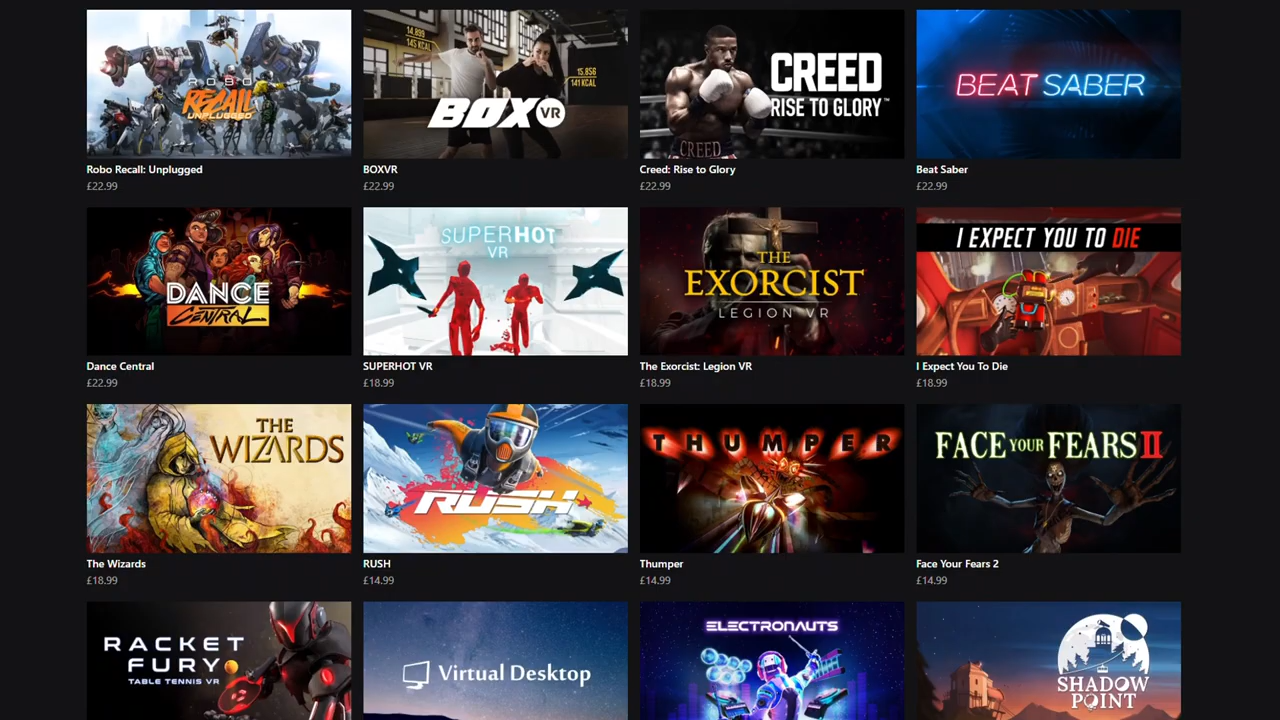 ROBO
RECALL
UNPLUGGED
14,899
145 KCAL
15,856
141 KCAL
BOXVR
CREED
RISE TO GLORY™
CREED
BEAT SABER
Robo Recall: Unplugged
£22.99
BOXVR
£22.99
Creed: Rise to Glory
£22.99
Beat Saber
£22.99
DANCE
CENTRAL
SUPERHOT
VR
THE
EXORCIST
LEGION VR
I EXPECT YOU TO DIE
Dance Central
£22.99
SUPERHOT VR
£18.99
The Exorcist: Legion VR
£18.99
I Expect You To Die
£18.99
THE
WIZARDS
RUSH
THUMPER
FACE YOUR FEARS II
The Wizards
£18.99
RUSH
£14.99
Thumper
£14.99
Face Your Fears 2
£14.99
RACKET
FURY
TABLE TENNIS VR
Virtual Desktop
ELECTRONAUTS
SHADOW
POINT